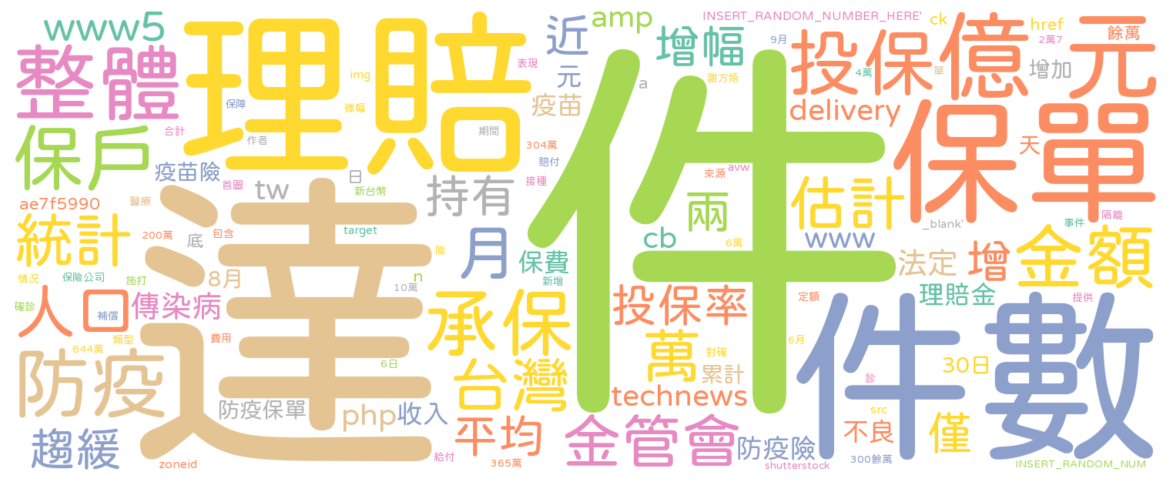 www5
理賠
近
amp
INSERT_RANDOM_NUMBER_HERE'
ck
href
元
餘萬
2萬7
增幅
9月
投保
億
整體
img
表現
元
謝方娪
4萬
單
增加
疫苗
a
delivery
保單
保障
微幅
件
保戶
合計
作者
期間
304萬
天
疫苗險
賠付
來源
avw
首圖
tw
日
新台幣
持有
接種
兩
估計
ae7f5990
醫療
_blank'
事件
隔離
統計
200萬
包含
底
target
月
cb
6萬
www
金額
達
險
保費
法定
增
情況
保險公司
施打
8月
n
新增
10萬
理賠金
人口
傳染病
承保
投保率
定額
提供
確診
補償
件數
類型
費用
644萬
萬
對確
6月
防疫
6日
台灣
累計
診
30日
防疫保單
php
收入
technews
src
趨緩
平均
金管會
防疫險
不良
僅
zoneid
給付
365萬
shutterstock
300餘萬
INSERT_RANDOM_NUM